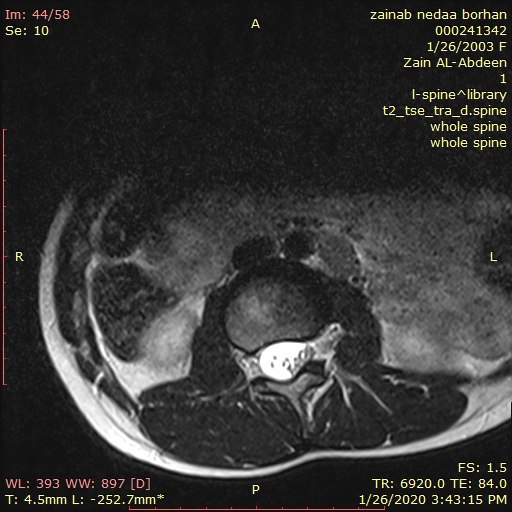 Im: 44/58
Se: 10
zainab nedaa borhan
000241342
1/26/2003 F
Zain AL-Abdeen
1
l-spine^library
t2_tse_tra_d.spine
whole spine
whole spine
A
R
L
P
WL: 393 WW: 897 [D]
T: 4.5mm L: -252.7mm*
FS: 1.5
TR: 6920.0 TE: 84.0
1/26/2020 3:43:15 PM